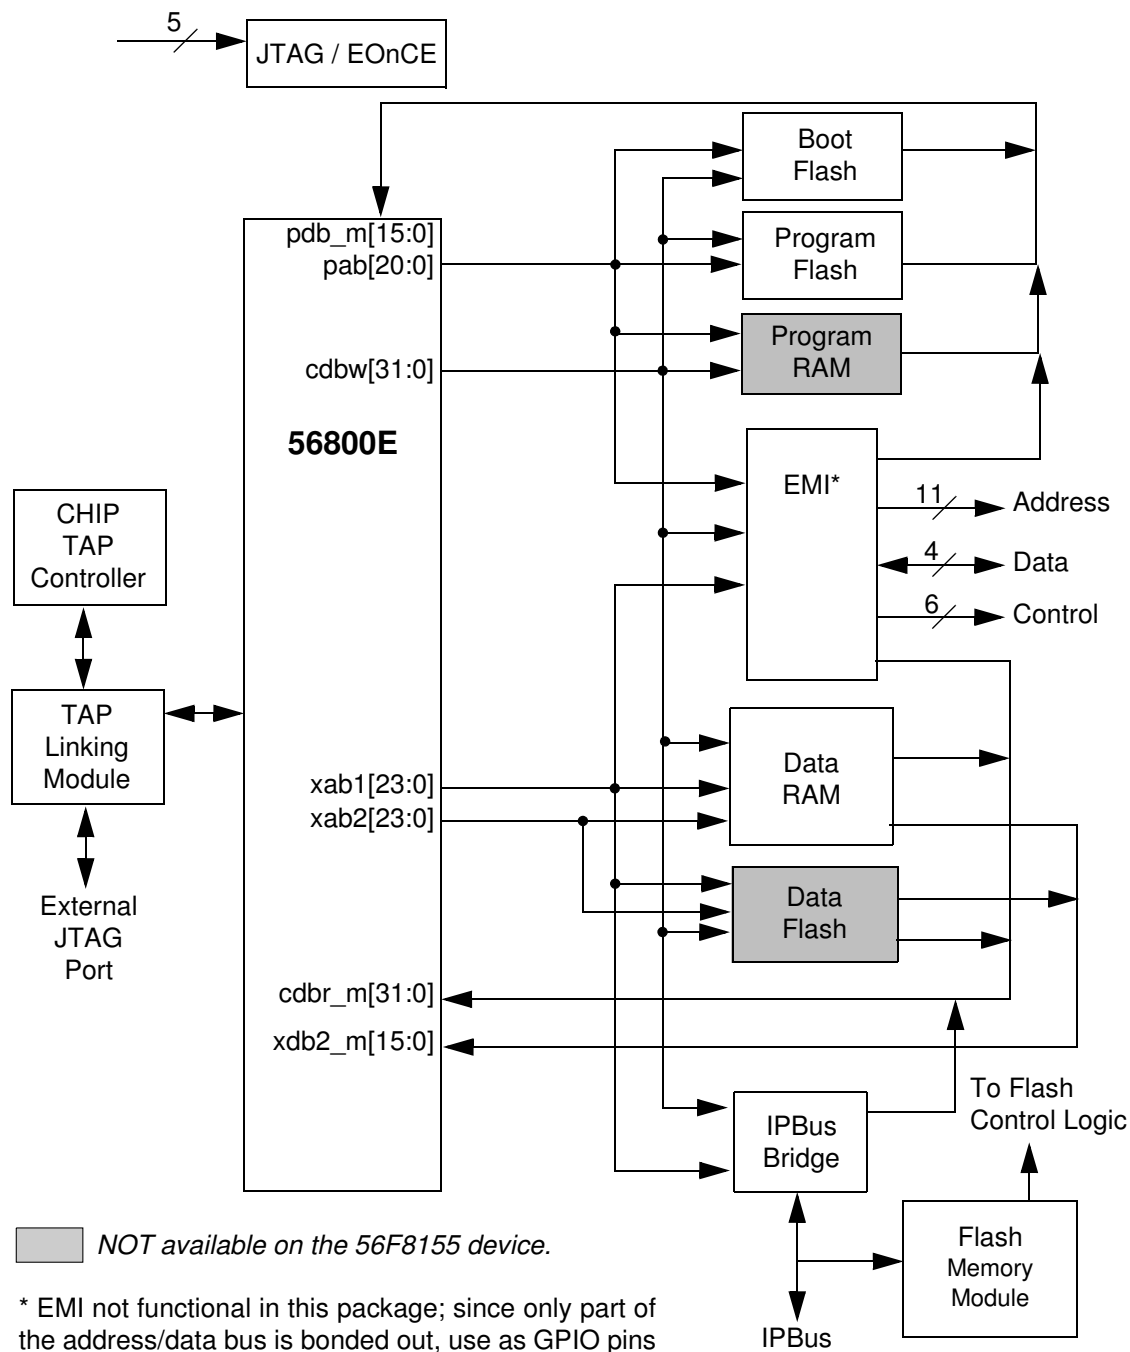 5
JTAG / EOnCE
Boot
Flash
pdb_m[15:0]
pab[20:0]
Program
Flash
cdbw[31:0]
Program
RAM
56800E
EMI*
11
Address
4
Data
6
Control
CHIP
TAP
Controller
TAP
Linking
Module
External
JTAG
Port
xab1[23:0]
xab2[23:0]
Data
RAM
Data
Flash
cdbr_m[31:0]
xdb2_m[15:0]
IPBus
Bridge
To Flash
Control Logic
Flash
Memory
Module
IPBus
NOT available on the 56F8155 device.
* EMI not functional in this package; since only part of
the address/data bus is bonded out, use as GPIO pins